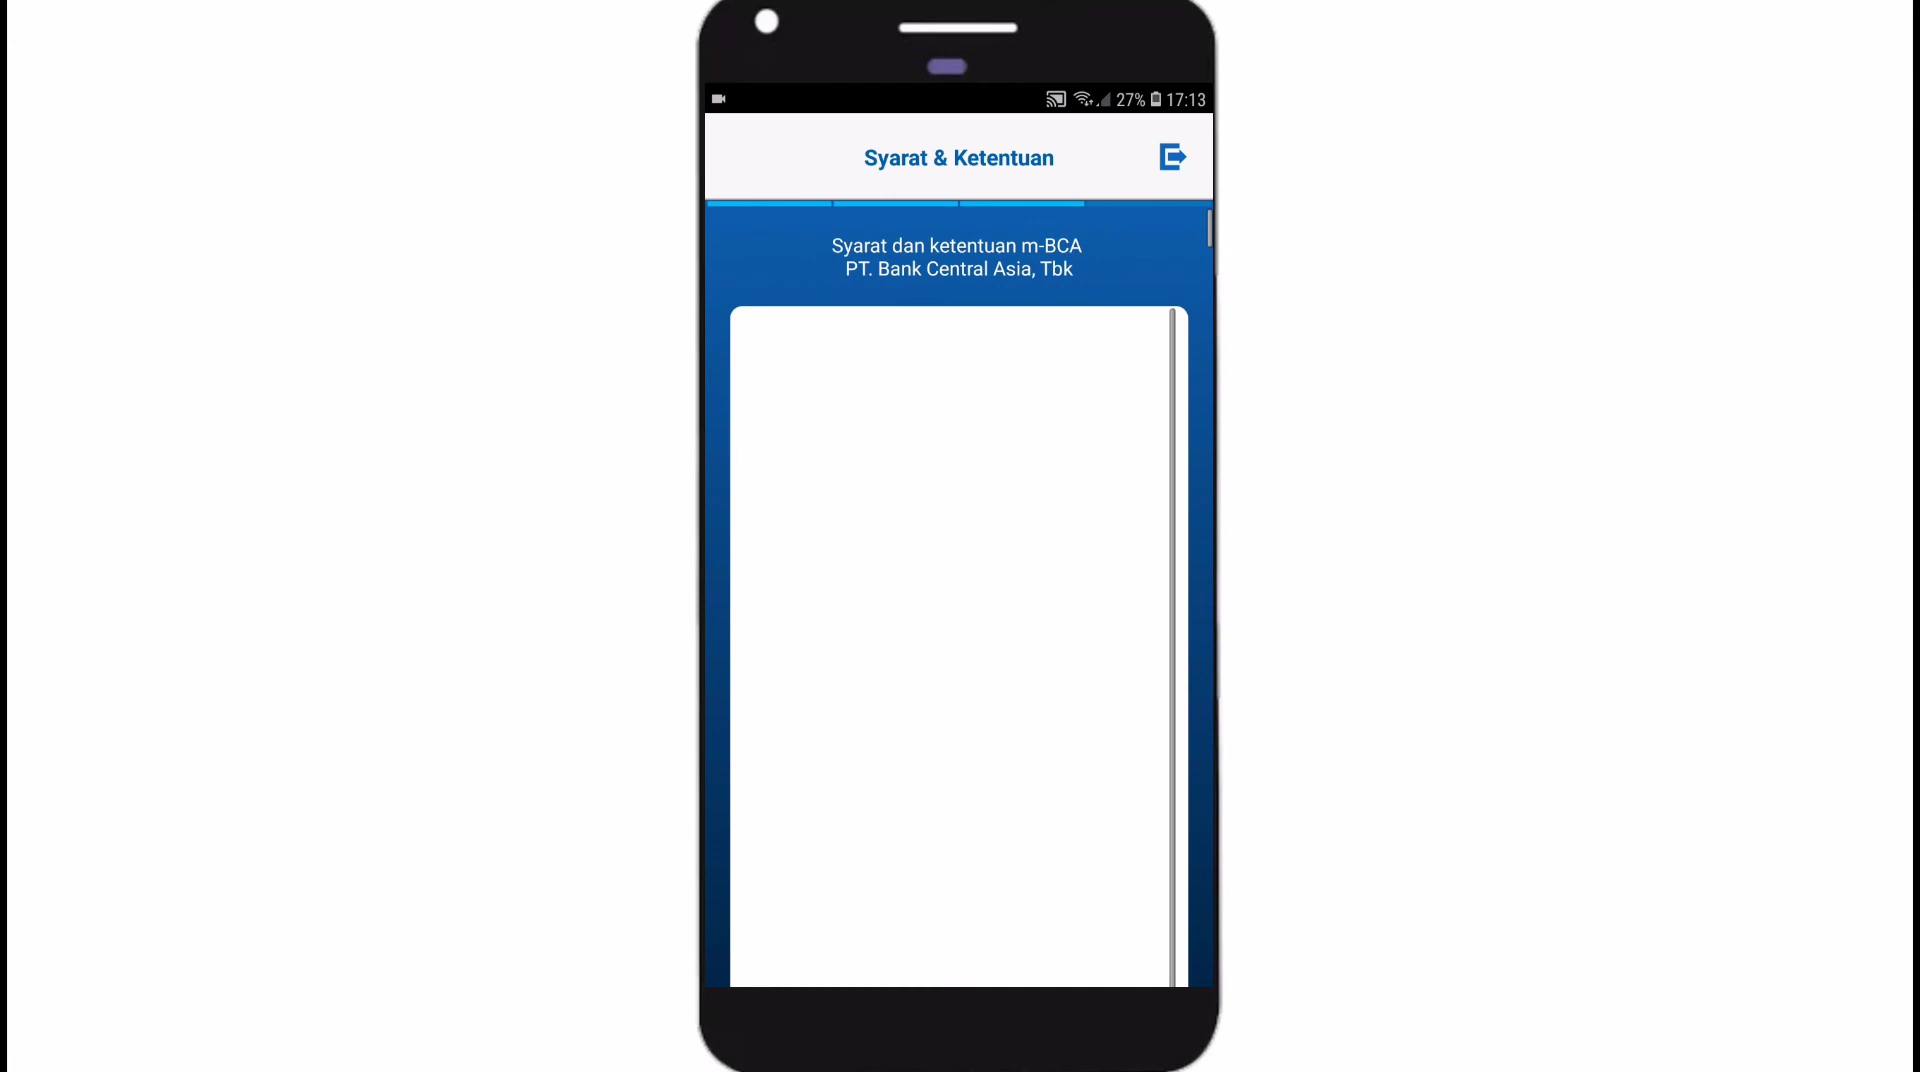 27% 17:13
Syarat & Ketentuan
Syarat dan ketentuan m-BCA
PT. Bank Central Asia, Tbk